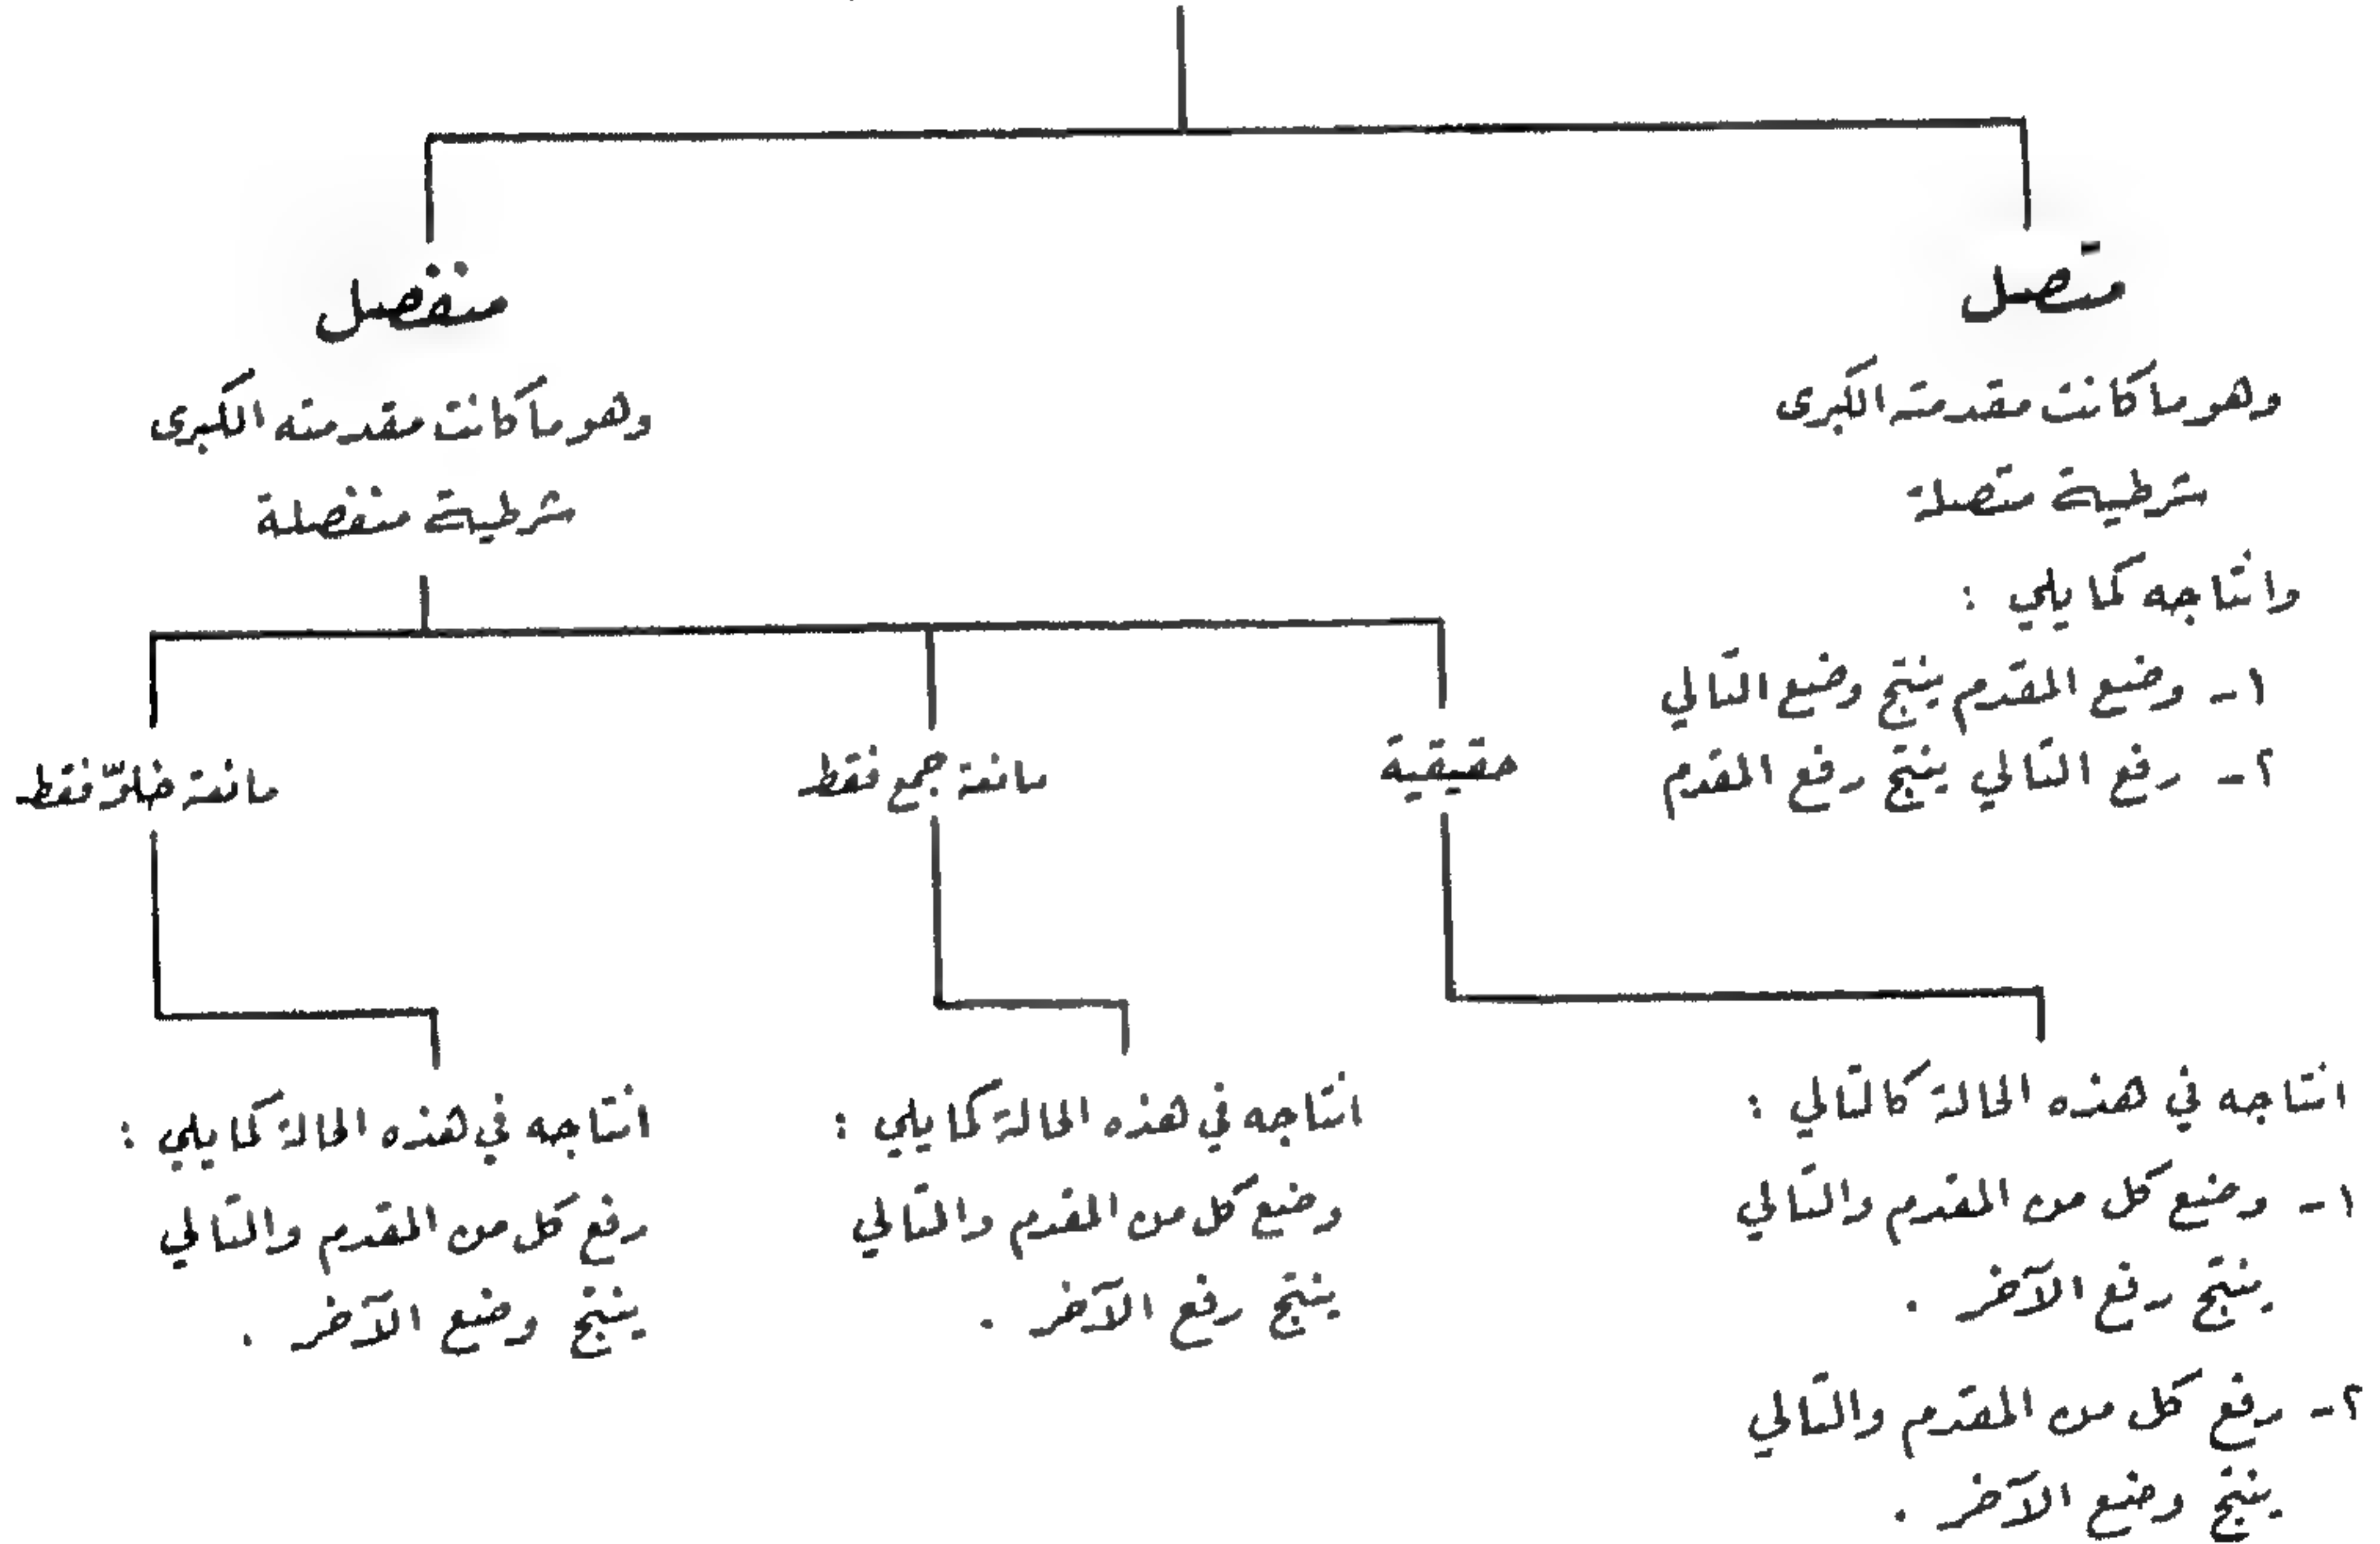 متصل
وهو ما كانت مقدمته الكبرى
شرطية متصلة
وانتاجه كما يلي :
١- وضع المقدم ينتج وضع التالي
٢- رفع التالي ينتج رفع المقدم
منفصل
وهو ما كانت مقدمته الكبرى
شرطية منفصلة
حقيقية
مانعة جمع فقط
مانعة خلوّ فقط
انتاجه في هذه الحالة كالتالي :
١- وضع كل من المقدم والتالي
ينتج رفع الآخر .
٢- رفع كل من المقدم والتالي
ينتج وضع الآخر .
انتاجه في هذه الحالة كما يلي :
وضع كل من المقدم والتالي
ينتج رفع الآخر .
انتاجه في هذه الحالة كما يلي :
رفع كل من المقدم والتالي
ينتج وضع الآخر .